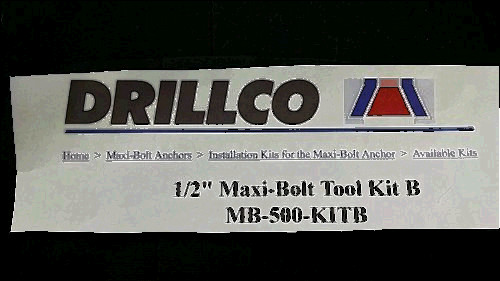 DRILLCO
Home > Maxi-Bolt Anchors > Installation Kits for the Maxi-Bolt Anchor > Available Kits
1/2" Maxi-Bolt Tool Kit B
MB-500-KITB